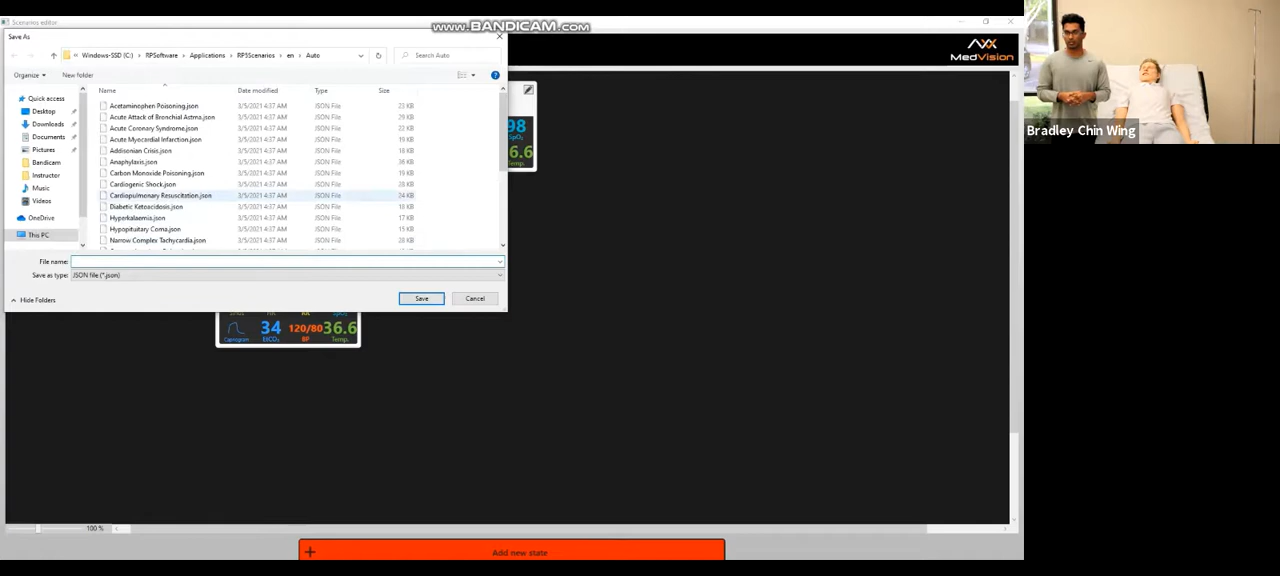 Scenarios editor
www.BANDICAM.com
Save As
« Windows-SSD (C:) › RPSoftware › Applications › RPSScenarios › en › Auto
Search Auto
Organize
New folder
Name Date modified Type Size
Quick access
Desktop
Downloads
Documents
Pictures
Bandicam
Instructor
Music
Videos
OneDrive
This PC
Acetaminophen Poisoning.json 3/5/2021 4:37 AM JSON File 23 KB
Acute Attack of Bronchial Astma.json 3/5/2021 4:37 AM JSON File 29 KB
Acute Coronary Syndrome.json 3/5/2021 4:37 AM JSON File 23 KB
Acute Myocardial Infarction.json 3/5/2021 4:37 AM JSON File
Addisonian Crisis.json 3/5/2021 4:37 AM JSON File 18 KB
Anaphylaxis.json 3/5/2021 4:37 AM JSON File 36 KB
Carbon Monoxide Poisoning.json 3/5/2021 4:37 AM JSON File 19 KB
Cardiogenic Shock.json 3/5/2021 4:37 AM JSON File 28 KB
Cardiopulmonary Resuscitation.json 3/5/2021 4:37 AM JSON File 24 KB
Diabetic Ketoacidosis.json 3/5/2021 4:37 AM JSON File 18 KB
Hyperkalaemia.json 3/5/2021 4:37 AM JSON File 17 KB
Hypopituitary Coma.json 3/5/2021 4:37 AM JSON File 15 KB
Narrow Complex Tachycardia.json 3/5/2021 4:37 AM JSON File 28 KB
File name:
Save as type: JSON file (*.json)
Hide Folders
Save
Cancel
MedVision
98
SpO₂
6.6
Temp.
34 120/80 36.6
Capnogram EtCO₂ BP Temp.
100 %
+ Add new state
Bradley Chin Wing